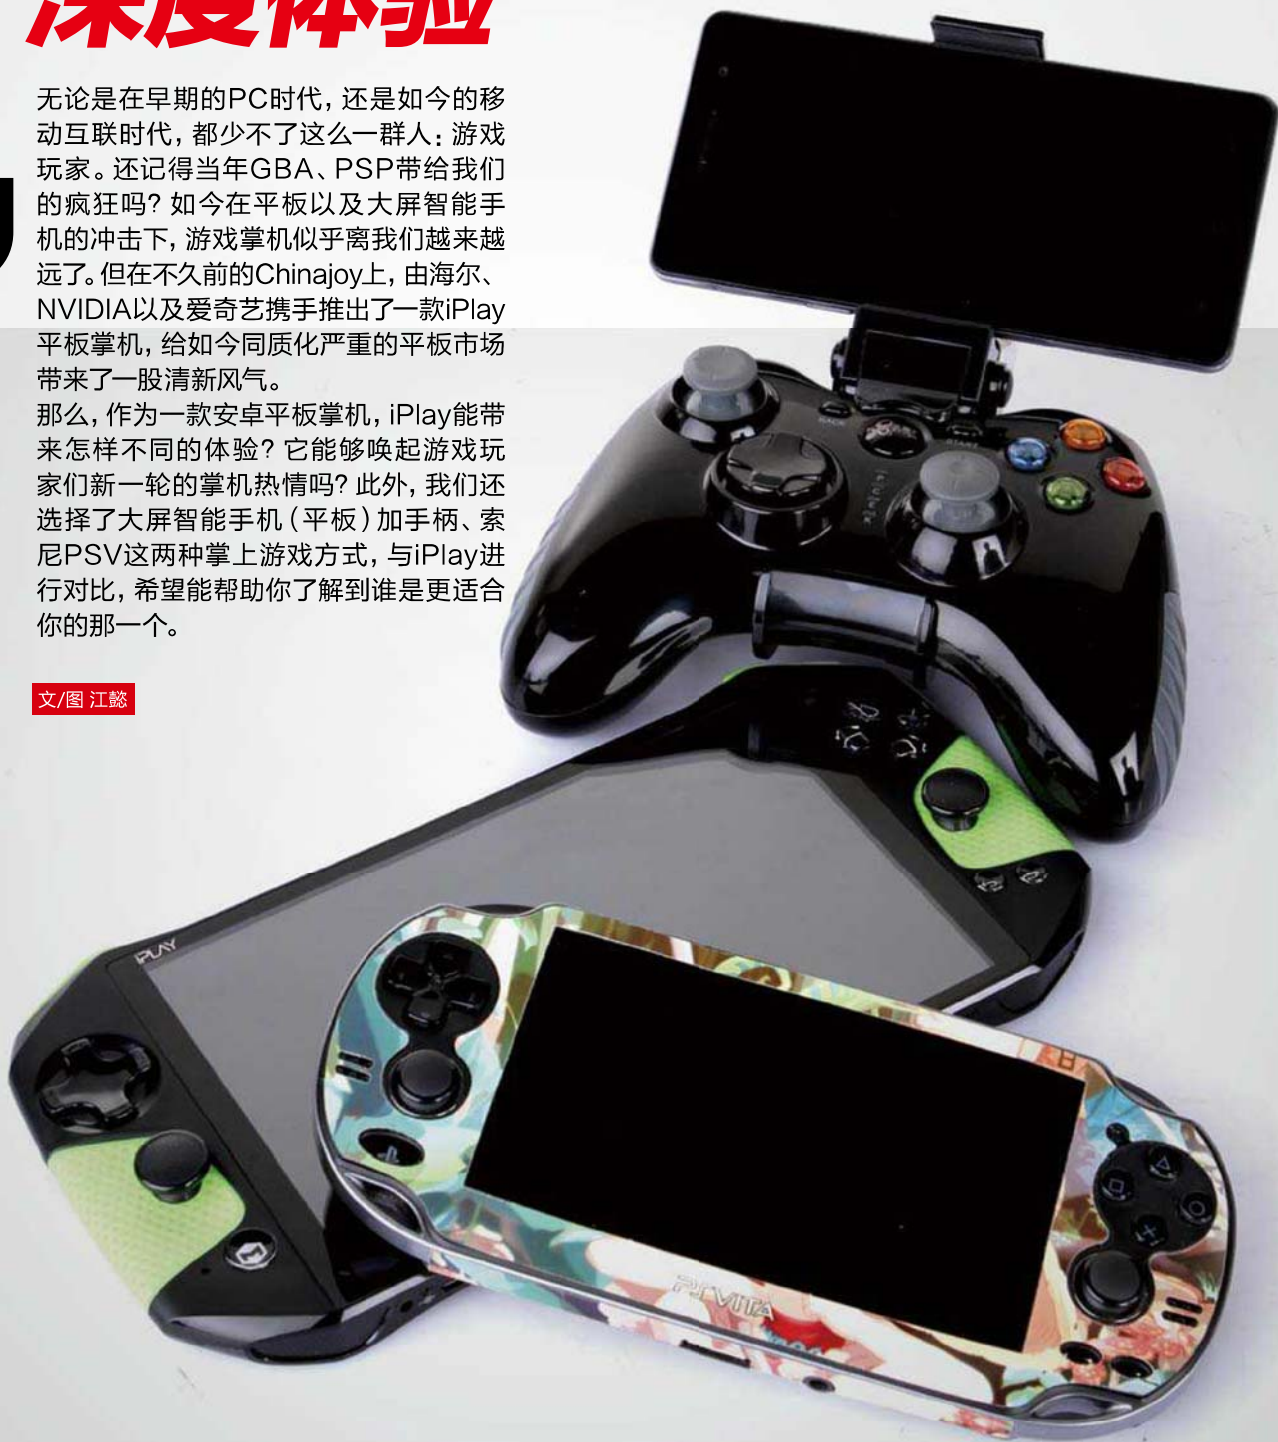 深度体验
无论是在早期的PC时代，还是如今的移
动互联时代，都少不了这么一群人：游戏
玩家。还记得当年GBA、PSP带给我们
的疯狂吗？如今在平板以及大屏智能手
机的冲击下，游戏掌机似乎离我们越来越
远了。但在不久前的Chinajoy上，由海尔、
NVIDIA以及爱奇艺携手推出了一款iPlay
平板掌机，给如今同质化严重的平板市场
带来了一股清新风气。
那么，作为一款安卓平板掌机，iPlay能带
来怎样不同的体验？它能够唤起游戏玩
家们新一轮的掌机热情吗？此外，我们还
选择了大屏智能手机（平板）加手柄、索
尼PSV这两种掌上游戏方式，与iPlay进
行对比，希望能帮助你了解到谁是更适合
你的那一个。
文/图 江懿
BACK
START
iPLAY
PSVITA